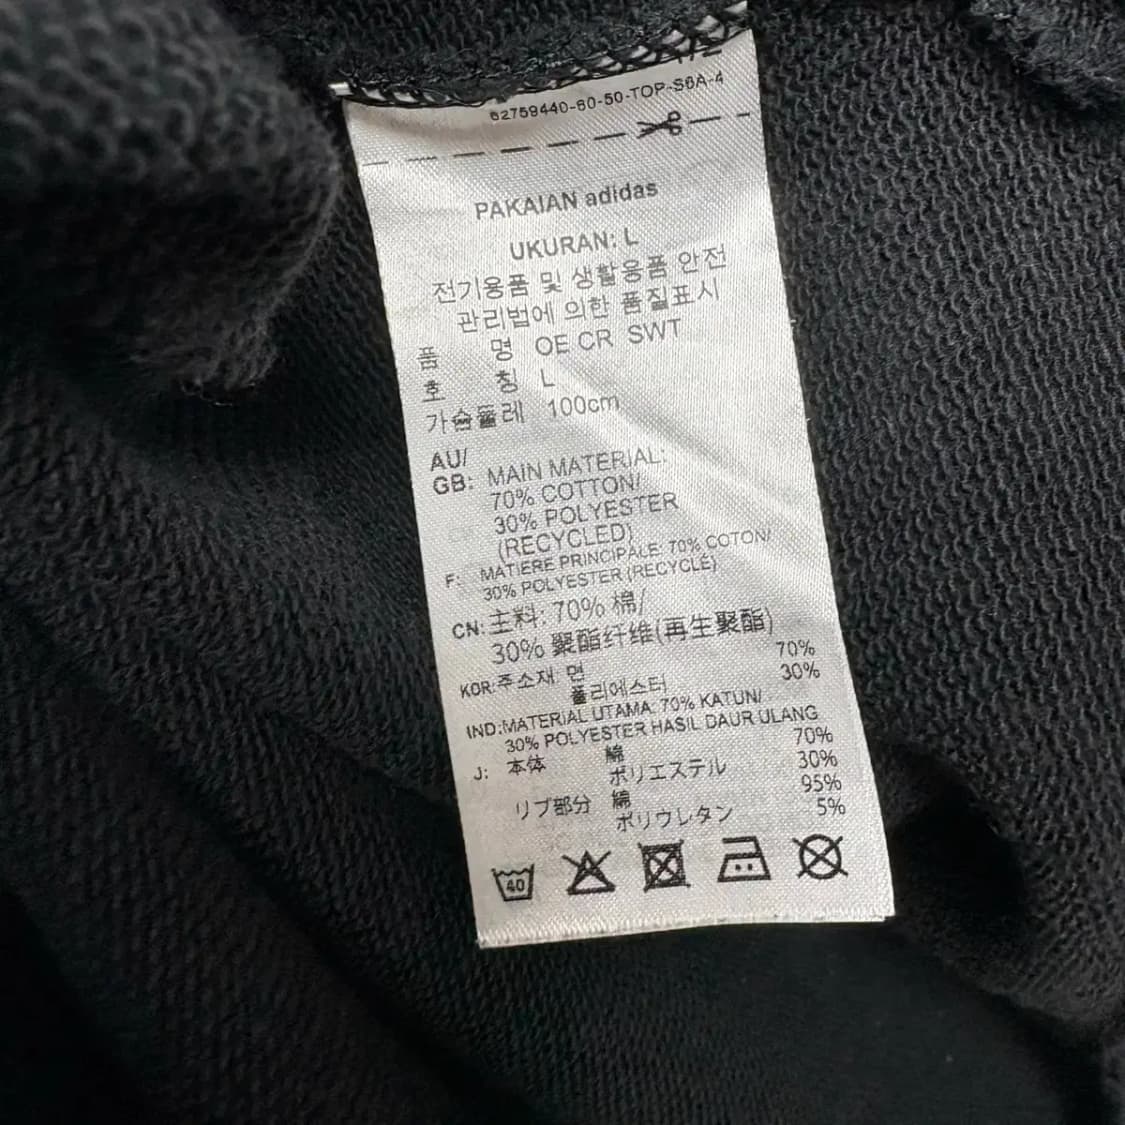 62759440-60-50-TOP-S6A-4
PAKAIAN adidas
UKURAN: L
전기용품 및 생활용품 안전
관리법에 의한 품질표시
품 명 OE CR SWT
호 칭 L
가슴둘레 100cm
AU/
GB: MAIN MATERIAL:
70% COTTON/
30% POLYESTER
(RECYCLED)
F: MATIERE PRINCIPALE: 70% COTON/
30% POLYESTER (RECYCLÉ)
CN: 主料: 70% 棉/
30% 聚酯纤维(再生聚酯)
KOR: 주소재 면 70%
폴리에스터 30%
IND: MATERIAL UTAMA: 70% KATUN/
30% POLYESTER HASIL DAUR ULANG
J: 本体 綿 70%
ポリエステル 30%
リブ部分 綿 95%
ポリウレタン 5%
40